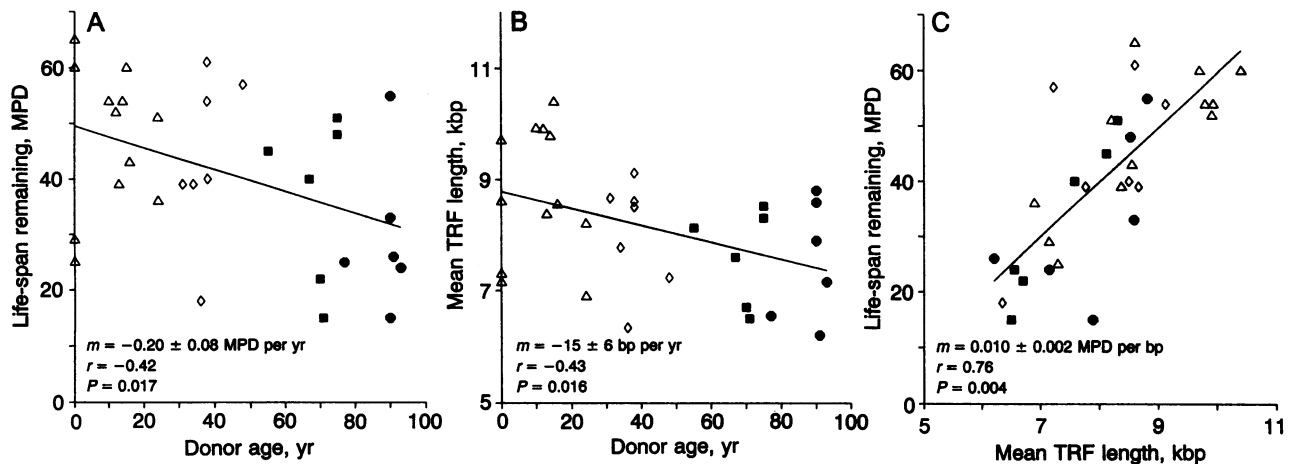 A
Life-span remaining, MPD
60
40
20
0
m = −0.20 ± 0.08 MPD per yr
r = −0.42
P = 0.017
0 20 40 60 80 100
Donor age, yr
B
Mean TRF length, kbp
11
9
7
5
m = −15 ± 6 bp per yr
r = −0.43
P = 0.016
0 20 40 60 80 100
Donor age, yr
C
Life-span remaining, MPD
60
40
20
0
m = 0.010 ± 0.002 MPD per bp
r = 0.76
P = 0.004
5 7 9 11
Mean TRF length, kbp